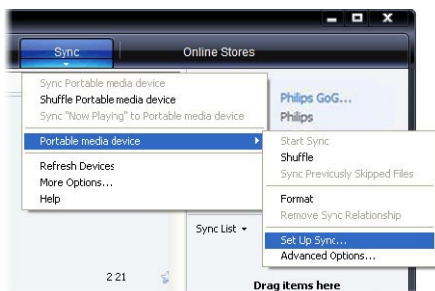 Sync
Online Stores
Sync Portable media device
Shuffle Portable media device
Sync "Now Playing" to Portable media device
Portable media device
Refresh Devices
More Options...
Help
Philips GoG...
Philips
Start Sync
Shuffle
Sync Previously Skipped Files
Format
Remove Sync Relationship
Set Up Sync...
Advanced Options...
Sync List
2 21
Drag items here